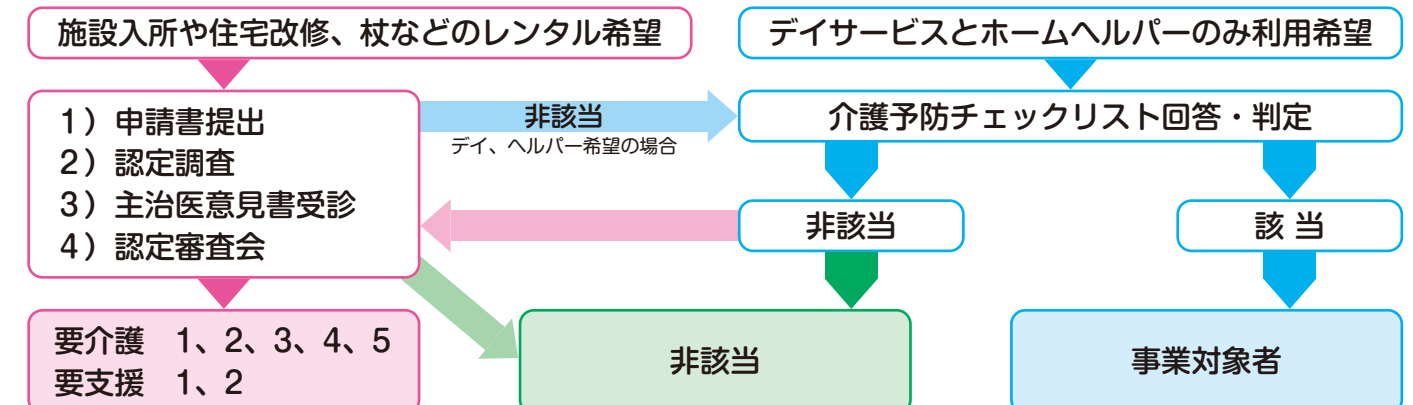 施設入所や住宅改修、杖などのレンタル希望
デイサービスとホームヘルパーのみ利用希望
1）申請書提出
2）認定調査
3）主治医意見書受診
4）認定審査会
非該当
デイ、ヘルパー希望の場合
介護予防チェックリスト回答・判定
非該当
該 当
要介護　1、2、3、4、5
要支援　1、2
非該当
事業対象者